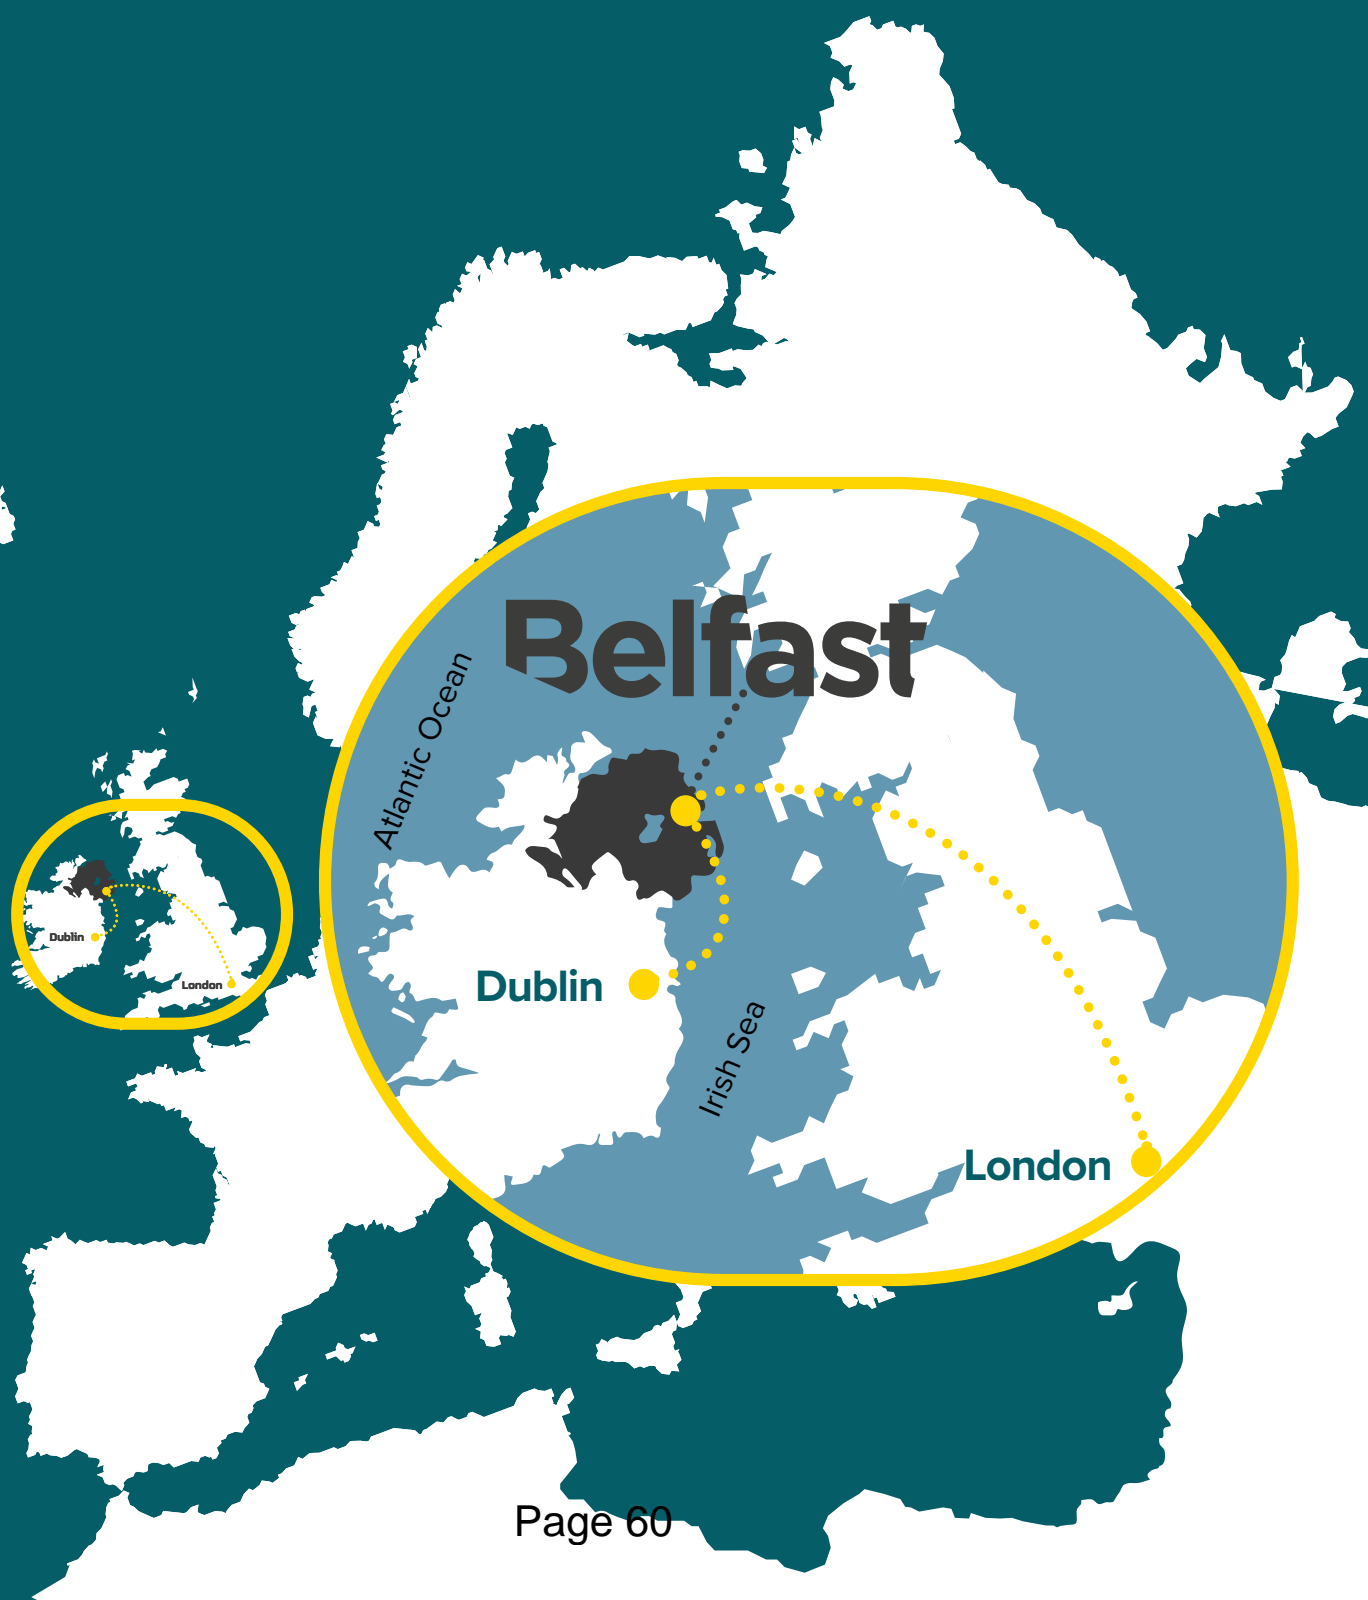 Belfast
Atlantic Ocean
Dublin
London
Dublin
Irish Sea
London
Page 60